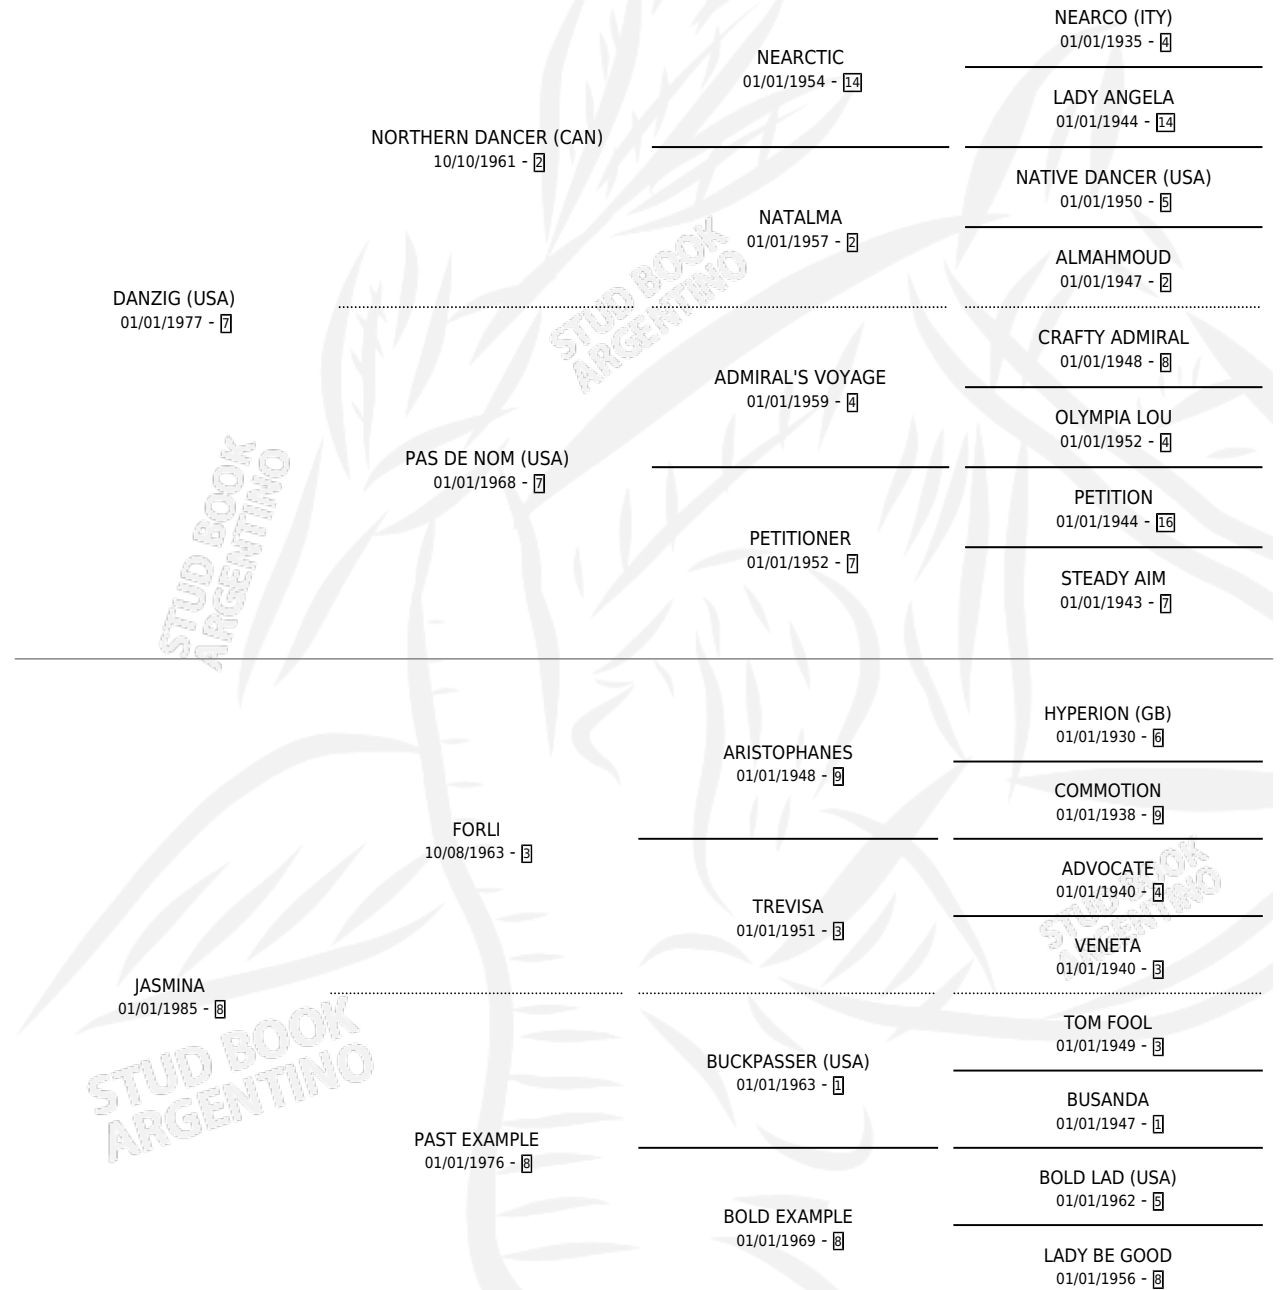 NEARCO (ITY)
01/01/1935 - 4
NEARCTIC
01/01/1954 - 14
LADY ANGELA
01/01/1944 - 14
NORTHERN DANCER (CAN)
10/10/1961 - 2
NATIVE DANCER (USA)
01/01/1950 - 5
NATALMA
01/01/1957 - 2
ALMAHMOUD
01/01/1947 - 2
DANZIG (USA)
01/01/1977 - 7
CRAFTY ADMIRAL
01/01/1948 - 8
ADMIRAL'S VOYAGE
01/01/1959 - 4
OLYMPIA LOU
01/01/1952 - 4
PAS DE NOM (USA)
01/01/1968 - 7
PETITION
01/01/1944 - 16
PETITIONER
01/01/1952 - 7
STEADY AIM
01/01/1943 - 7
HYPERION (GB)
01/01/1930 - 6
ARISTOPHANES
01/01/1948 - 9
COMMOTION
01/01/1938 - 9
FORLI
10/08/1963 - 3
ADVOCATE
01/01/1940 - 4
TREVISA
01/01/1951 - 3
VENETA
01/01/1940 - 3
JASMINA
01/01/1985 - 8
TOM FOOL
01/01/1949 - 3
BUCKPASSER (USA)
01/01/1963 - 1
BUSANDA
01/01/1947 - 1
PAST EXAMPLE
01/01/1976 - 8
BOLD LAD (USA)
01/01/1962 - 5
BOLD EXAMPLE
01/01/1969 - 8
LADY BE GOOD
01/01/1956 - 8
STUD BOOK
ARGENTINO
STUD BOOK
ARGENTINO
STUD BOOK
ARGENTINO
STUD BOOK
ARGENTINO